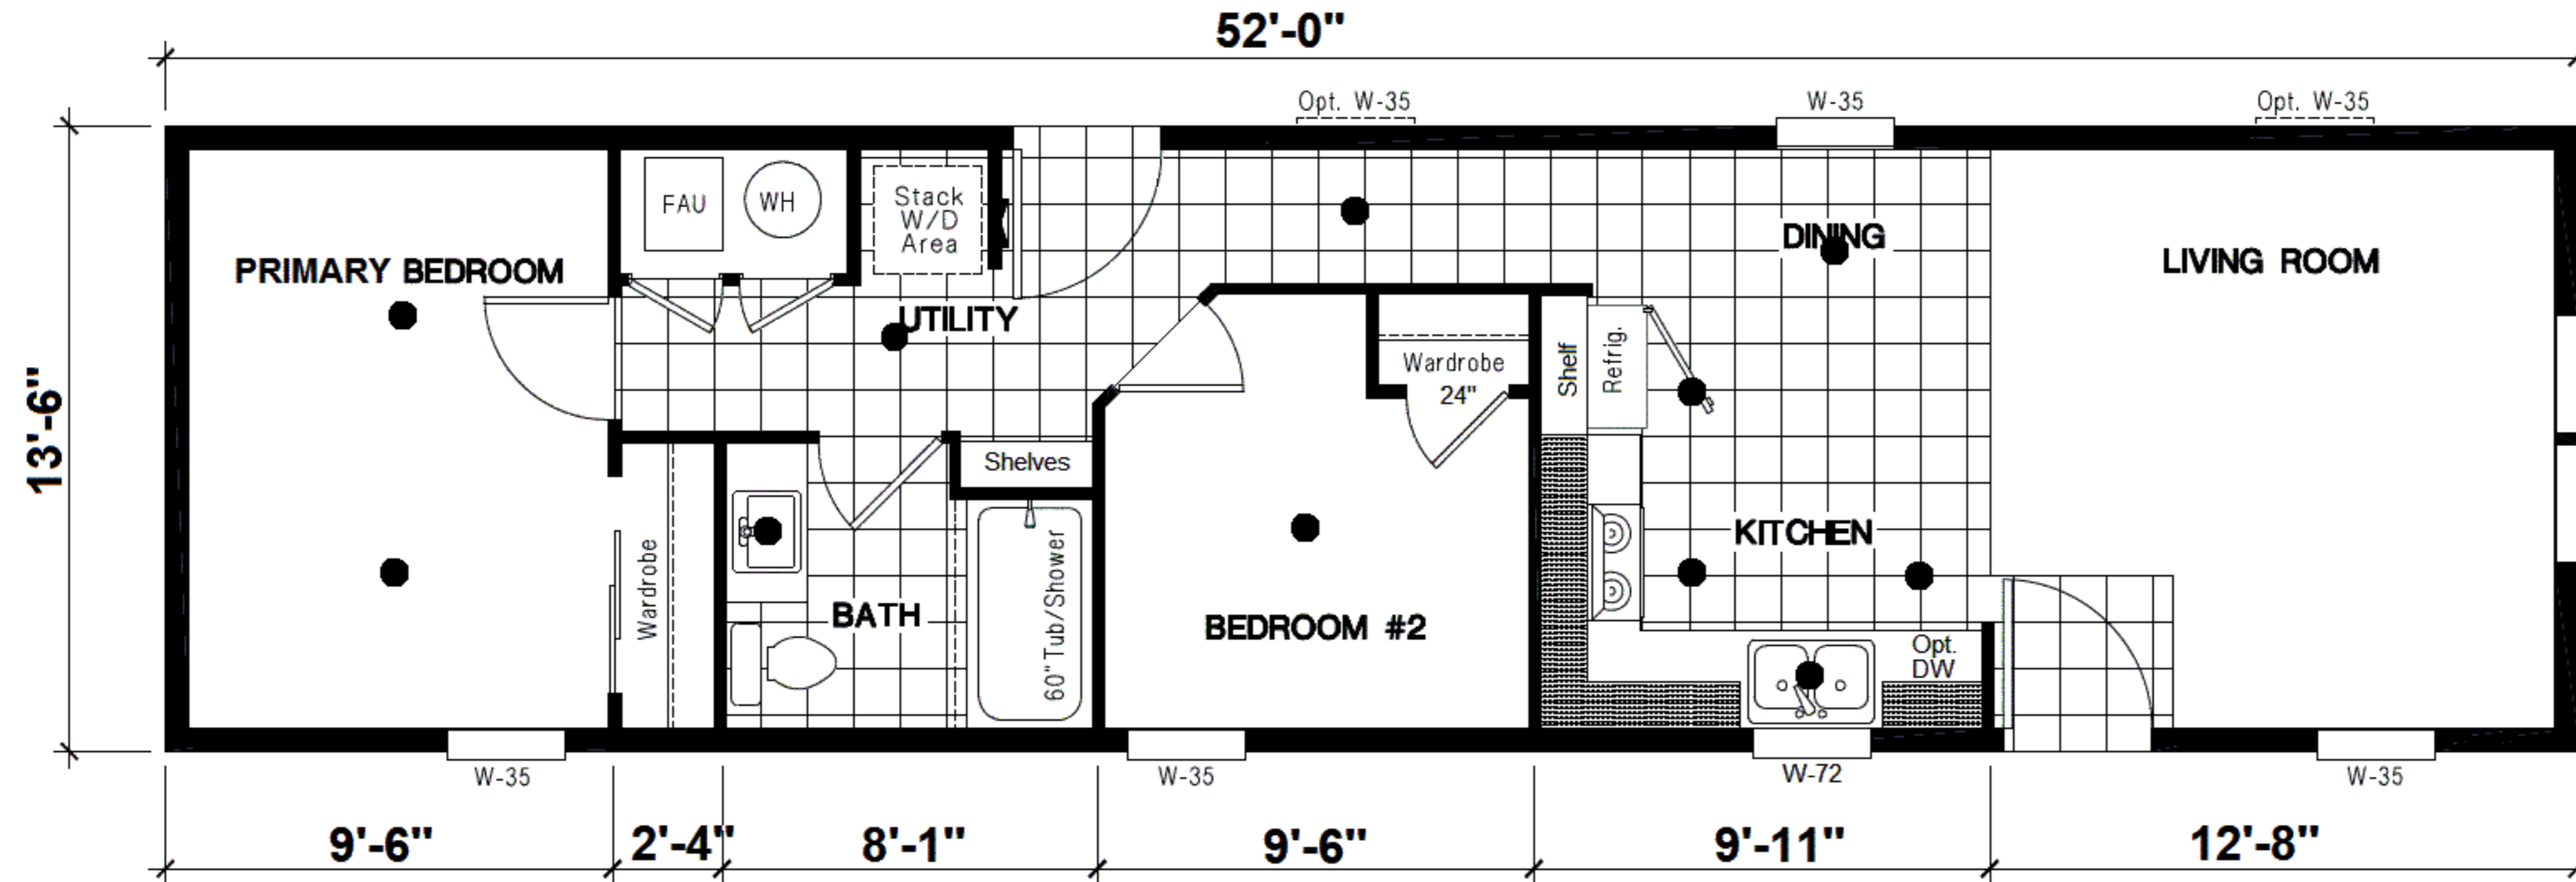 52'-0"
Opt. W-35
W-35
Opt. W-35
13'-6"
FAU
WH
Stack
W/D
Area
PRIMARY BEDROOM
UTILITY
DINING
LIVING ROOM
Wardrobe
24"
Shelf
Refrig.
Shelves
Wardrobe
BATH
60" Tub/Shower
BEDROOM #2
KITCHEN
Opt.
DW
W-35
W-35
W-72
W-35
9'-6"
2'-4"
8'-1"
9'-6"
9'-11"
12'-8"